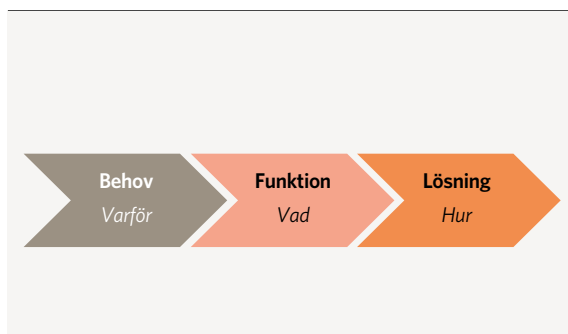 Behov
Varför
Funktion
Vad
Lösning
Hur